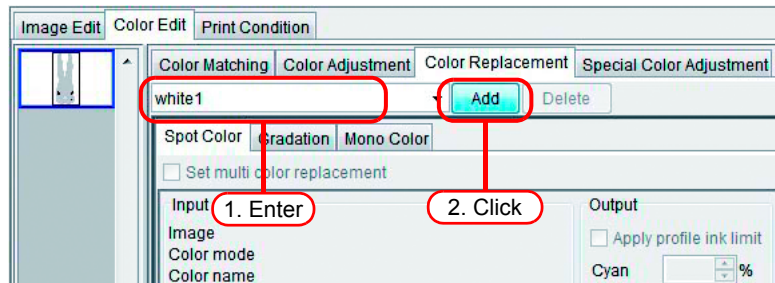 Image Edit Color Edit Print Condition
Color Matching Color Adjustment Color Replacement Special Color Adjustment
white1 Add Delete
Spot Color Gradation Mono Color
Set multi color replacement
Input 1. Enter 2. Click Output
Image Apply profile ink limit
Color mode
Color name Cyan %